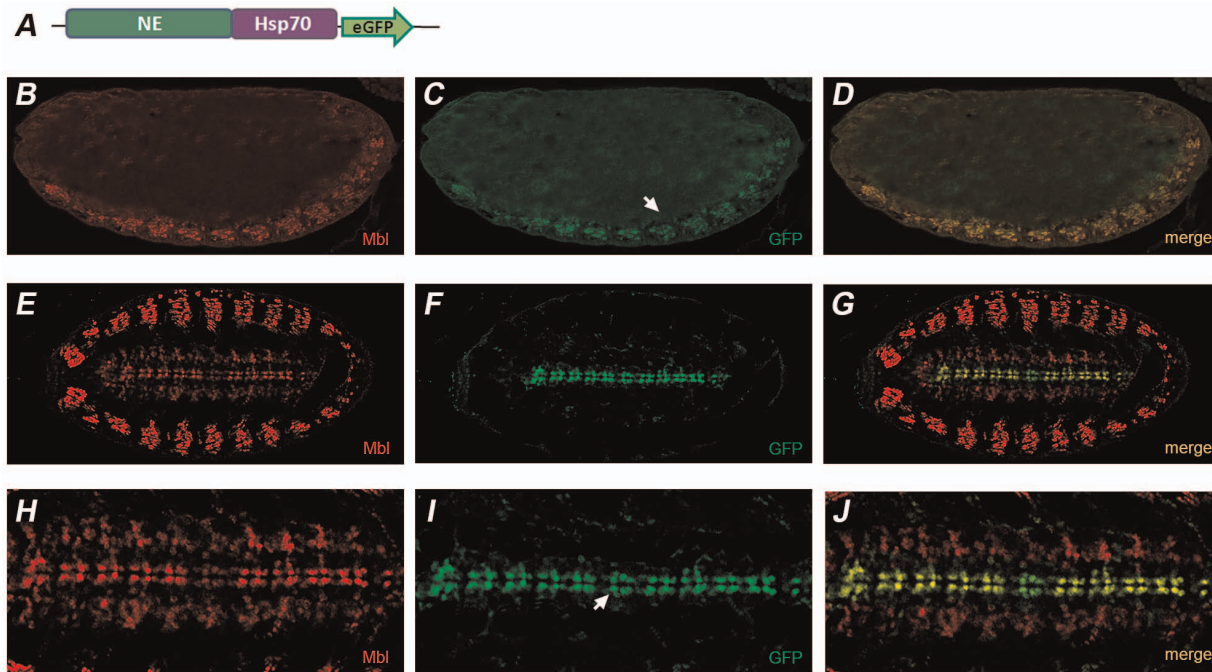 A NE Hsp70 eGFP
B Mbl
C GFP
D merge
E Mbl
F GFP
G merge
H Mbl
I GFP
J merge